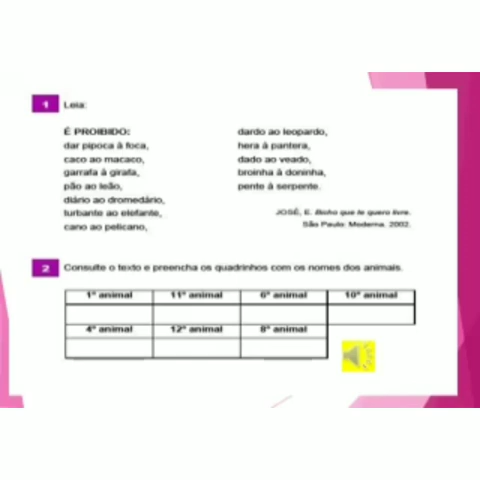 1 Leia:
É PROIBIDO:
dar pipoca à foca,
caco ao macaco,
garrafa à girafa,
pão ao leão,
diário ao dromedário,
turbante ao elefante,
cano ao pelicano,
dardo ao leopardo,
hera à pantera,
dado ao veado,
broinha à doninha,
pente à serpente.
JOSÉ, E. Bicho que te quero livre.
São Paulo: Moderna, 2002.
2 Consulte o texto e preencha os quadrinhos com os nomes dos animais.
1º animal 11º animal 6º animal 10º animal
4º animal 12º animal 8º animal